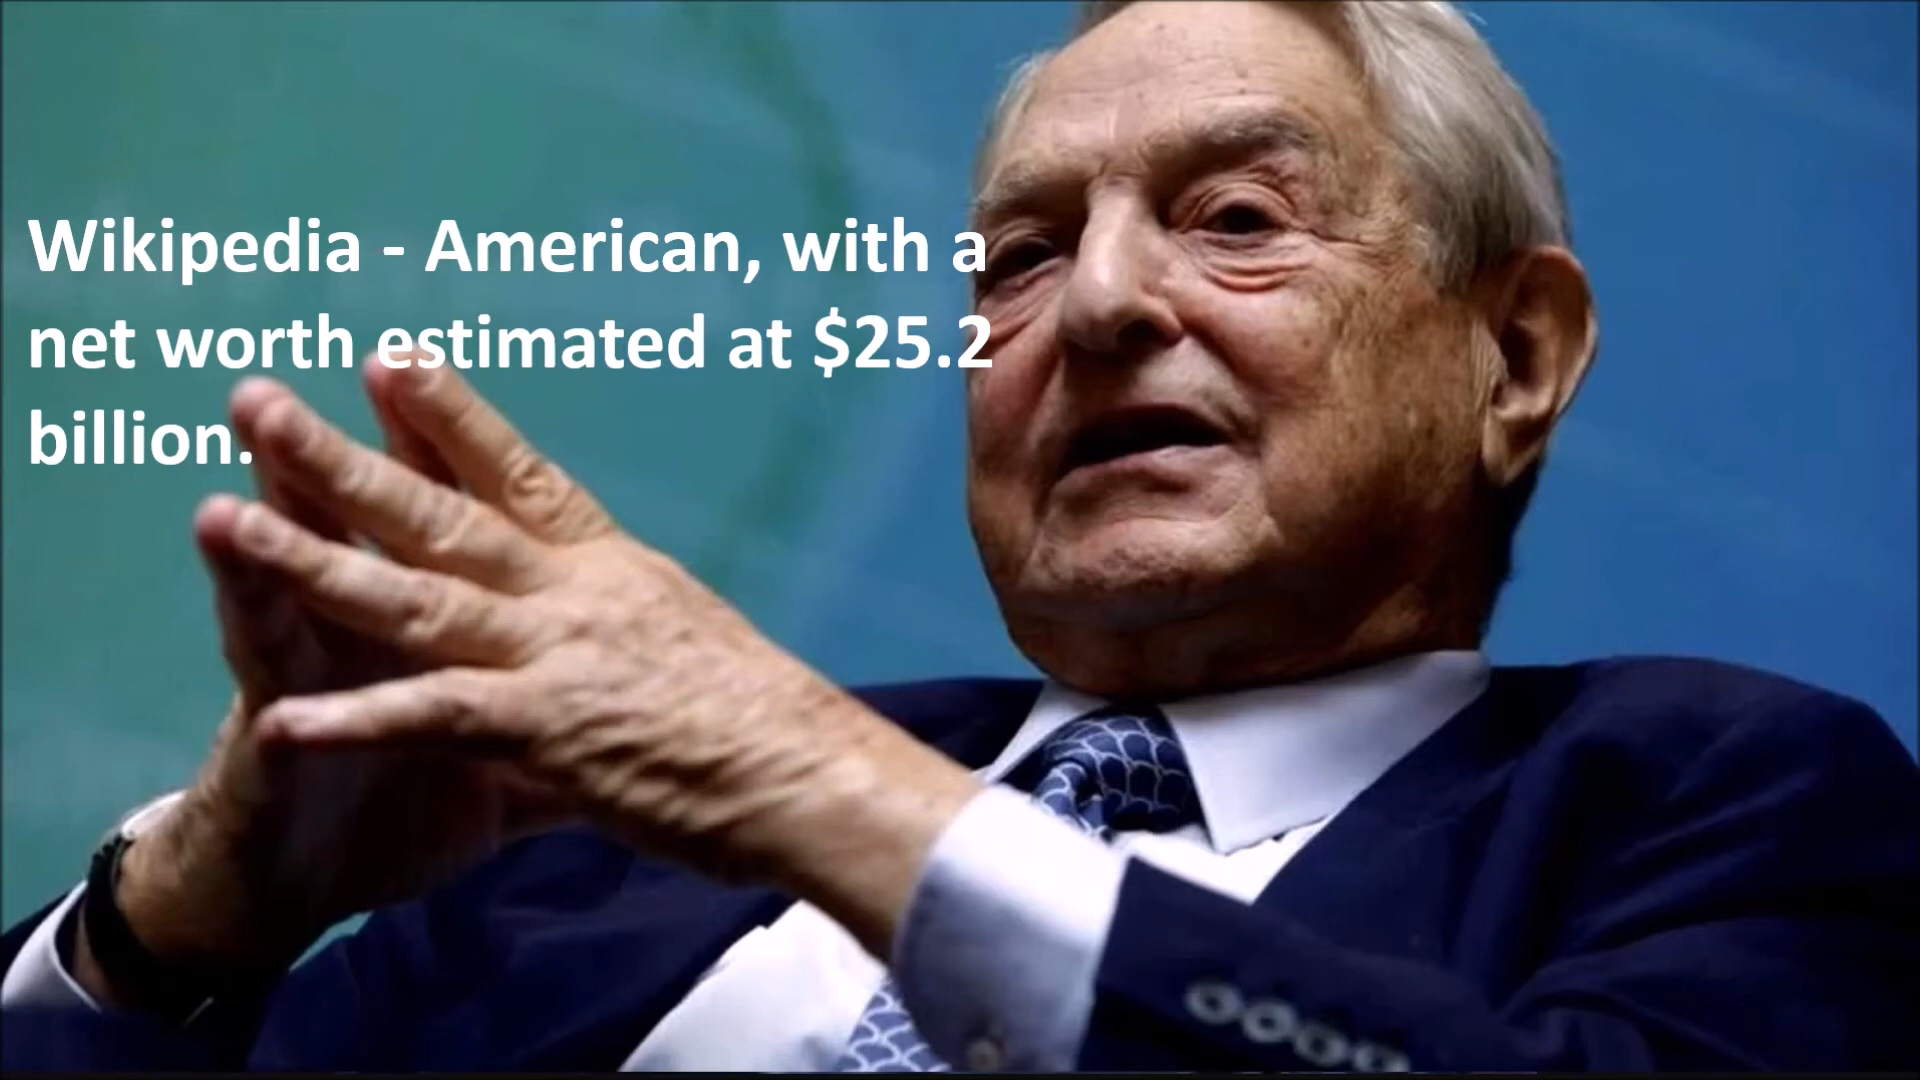 Wikipedia - American, with a
net worth estimated at $25.2
billion.